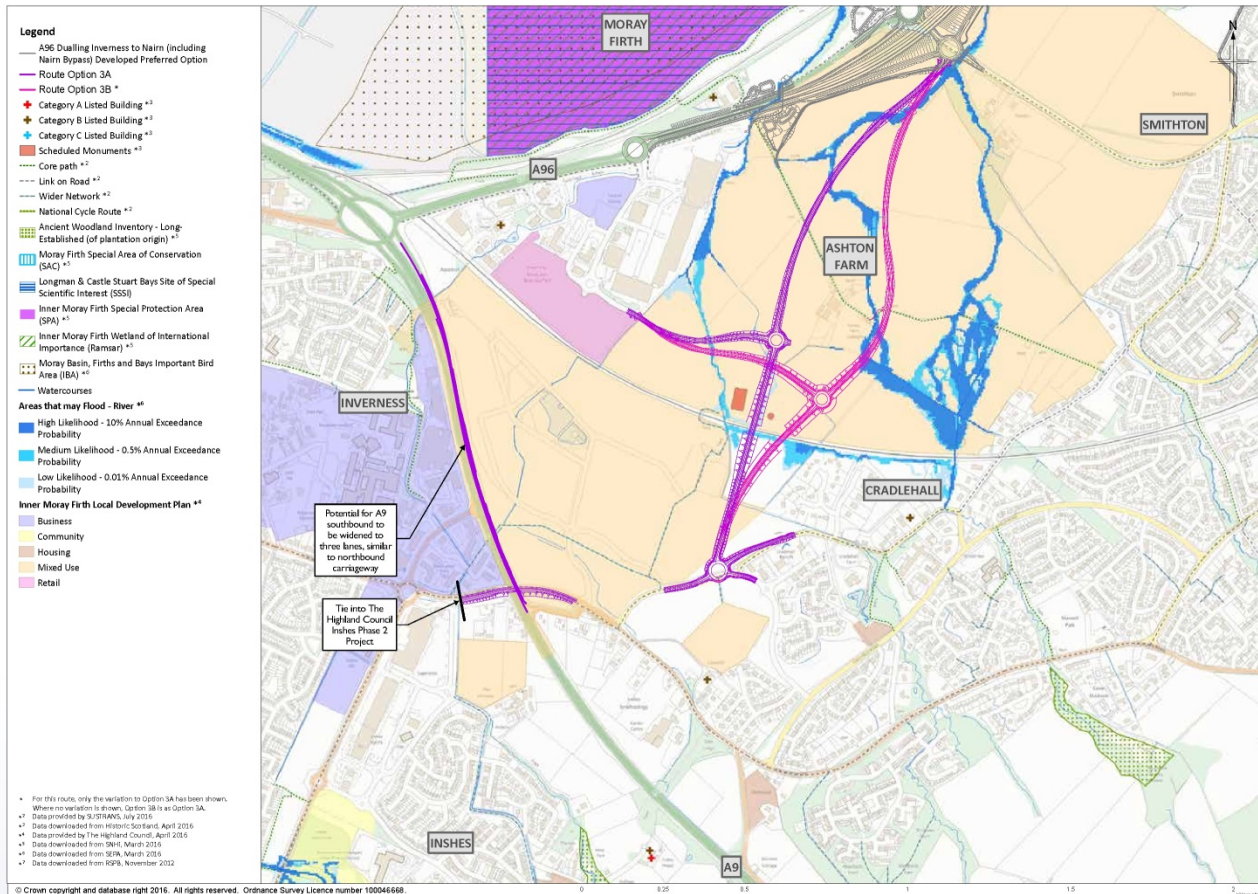 Legend
A96 Dualling Inverness to Nairn (including
Nairn Bypass) Developed Preferred Option
Route Option 3A
Route Option 3B *
Category A Listed Building *³
Category B Listed Building *³
Category C Listed Building *³
Scheduled Monuments *³
Core path *²
Link on Road *²
Wider Network *²
National Cycle Route *²
Ancient Woodland Inventory - Long-
Established (of plantation origin) *⁵
Moray Firth Special Area of Conservation
(SAC) *⁵
Longman & Castle Stuart Bays Site of Special
Scientific Interest (SSSI)
Inner Moray Firth Special Protection Area
(SPA) *⁵
Inner Moray Firth Wetland of International
Importance (Ramsar) *⁵
Moray Basin, Firths and Bays Important Bird
Area (IBA) *⁶
Watercourses
Areas that may Flood - River *⁶
High Likelihood - 10% Annual Exceedance
Probability
Medium Likelihood - 0.5% Annual Exceedance
Probability
Low Likelihood - 0.01% Annual Exceedance
Probability
Inner Moray Firth Local Development Plan *⁴
Business
Community
Housing
Mixed Use
Retail
MORAY
FIRTH
N
SMITHTON
A96
ASHTON
FARM
INVERNESS
CRADLEHALL
Potential for A9
southbound to
be widened to
three lanes, similar
to northbound
carriageway
Tie into The
Highland Council
Inshes Phase 2
Project
INSHES
A9
* For this route, only the variation to Option 3A has been shown.
Where no variation is shown, Option 3B is as Option 3A.
*² Data provided by SUSTRANS, July 2016
*³ Data downloaded from Historic Scotland, April 2016
*⁴ Data provided by The Highland Council, April 2016
*⁵ Data downloaded from SNHi, March 2016
*⁶ Data downloaded from SEPA, March 2016
*⁷ Data downloaded from RSPB, November 2012
© Crown copyright and database right 2016. All rights reserved. Ordnance Survey Licence number 100046668.
0 0.25 0.5 1 1.5 2